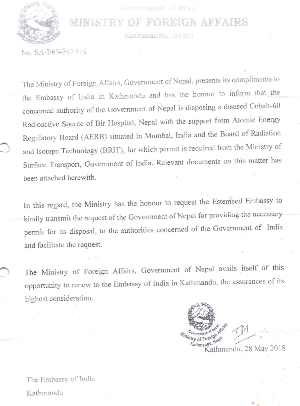 Government of Nepal
MINISTRY OF FOREIGN AFFAIRS
Kathmandu, Nepal
No. SA-I/63-
The Ministry of Foreign Affairs, Government of Nepal, presents its compliments to
the Embassy of India in Kathmandu and has the honour to inform that the
concerned authority of the Government of Nepal is disposing a disused Cobalt-60
Radioactive Source of Bir Hospital, Nepal with the support from Atomic Energy
Regulatory Board (AERB) situated in Mumbai, India and the Board of Radiation
and Isotope Technology (BRIT), for which permit is required from the Ministry of
Surface Transport, Government of India. Relevant documents on this matter has
been attached herewith.
In this regard, the Ministry has the honour to request the Esteemed Embassy to
kindly transmit the request of the Government of Nepal for providing the necessary
permit for its disposal, to the authorities concerned of the Government of India
and facilitate the request.
The Ministry of Foreign Affairs, Government of Nepal avails itself of this
opportunity to renew to the Embassy of India in Kathmandu, the assurances of its
highest consideration.
Ministry of Foreign Affairs
Kathmandu, 28 May 2018
The Embassy of India
Kathmandu